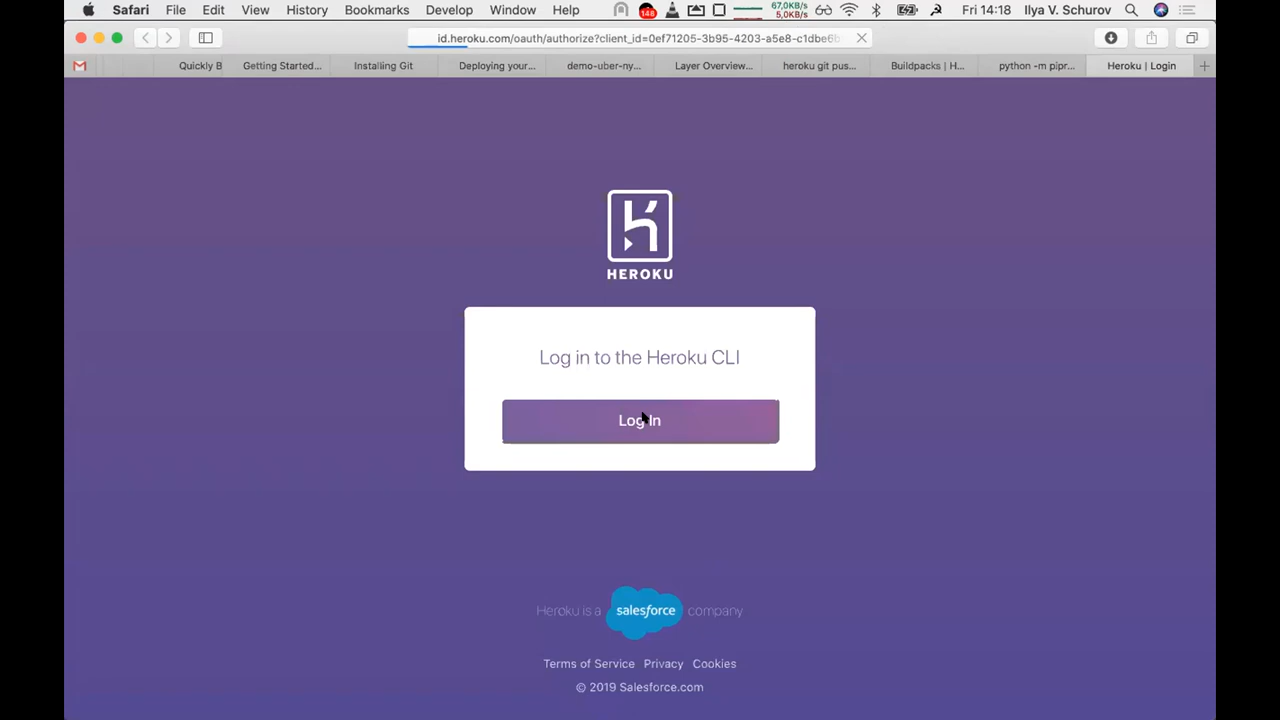 Safari File Edit View History Bookmarks Develop Window Help 148 67,0KB/s 5,0KB/s Fri 14:18 Ilya V. Schurov
id.heroku.com/oauth/authorize?client_id=0ef71205-3b95-4203-a5e8-c1dbe6b
Quickly B Getting Started... Installing Git Deploying your... demo-uber-ny... Layer Overview... heroku git pus... Buildpacks | H... python -m pipr... Heroku | Login
HEROKU
Log in to the Heroku CLI
Log In
Heroku is a salesforce company
Terms of Service Privacy Cookies
© 2019 Salesforce.com